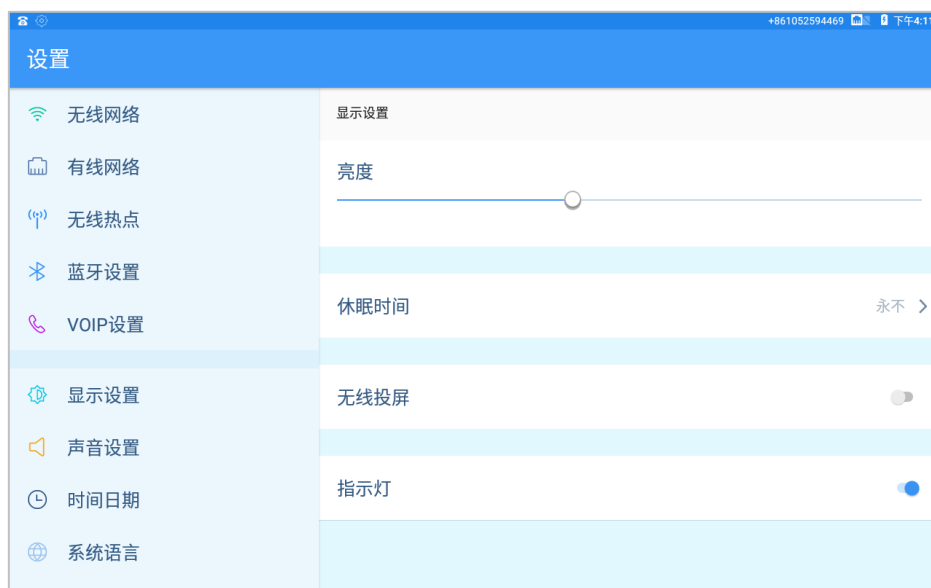 +861052594469 下午4:11
设置
无线网络
有线网络
无线热点
蓝牙设置
VOIP设置
显示设置
声音设置
时间日期
系统语言
显示设置
亮度
休眠时间 永不
无线投屏
指示灯